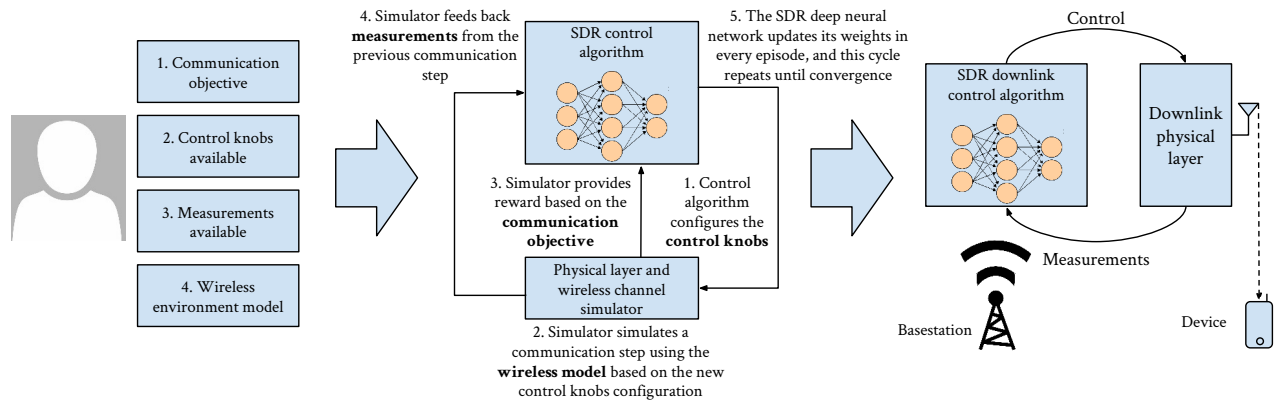 1. Communication
objective
2. Control knobs
available
3. Measurements
available
4. Wireless
environment model
4. Simulator feeds back
measurements from the
previous communication
step
SDR control
algorithm
5. The SDR deep neural
network updates its weights in
every episode, and this cycle
repeats until convergence
3. Simulator provides
reward based on the
communication
objective
1. Control
algorithm
configures the
control knobs
Physical layer and
wireless channel
simulator
2. Simulator simulates a
communication step using the
wireless model based on the new
control knobs configuration
Control
SDR downlink
control algorithm
Downlink
physical
layer
Measurements
Basestation
Device